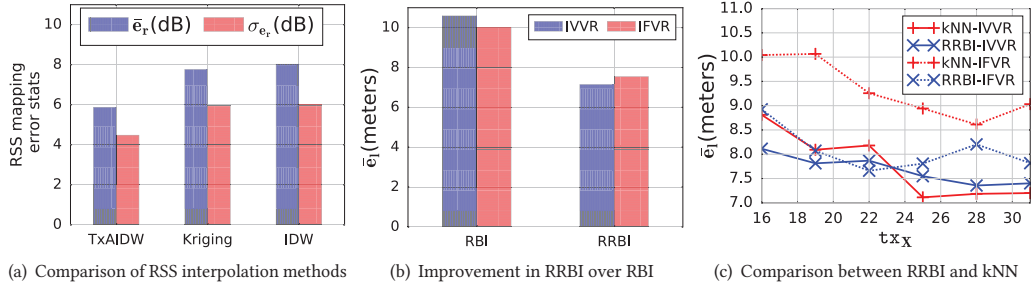 RSS mapping
error stats
10
8
6
4
2
0
ē_r(dB)
σ_{e_r}(dB)
TxAIDW Kriging IDW
(a) Comparison of RSS interpolation methods
ē_l(meters)
10
8
6
4
2
0
IVVR IFVR
RBI RRBI
(b) Improvement in RRBI over RBI
ē_l(meters)
10.5
10.0
9.5
9.0
8.5
8.0
7.5
7.0
kNN-IVVR
RRBI-IVVR
kNN-IFVR
RRBI-IFVR
16 18 20 22 24 26 28 30
tx_X
(c) Comparison between RRBI and kNN